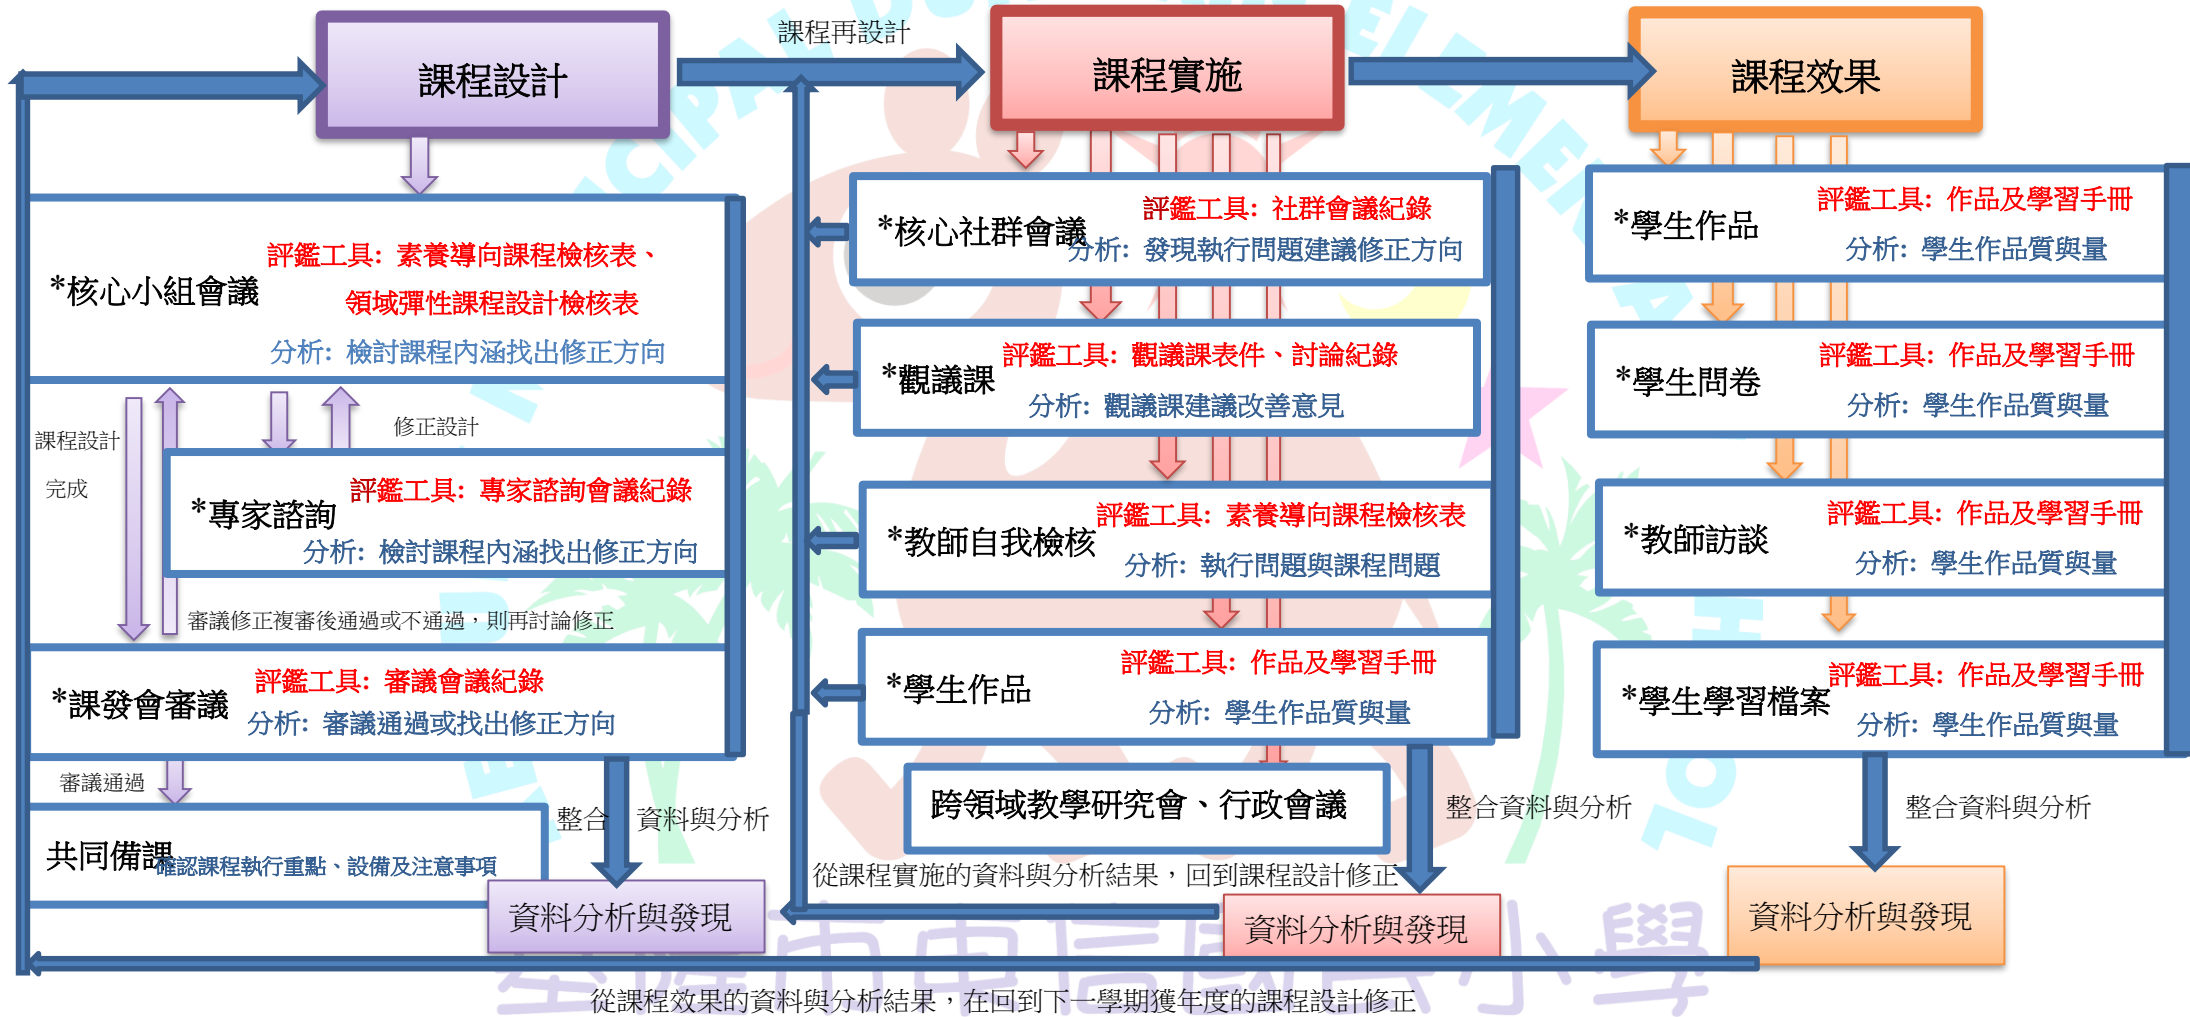 課程設計
課程再設計
課程實施
課程效果
*核心小組會議
評鑑工具: 素養導向課程檢核表、
領域彈性課程設計檢核表
分析: 檢討課程內涵找出修正方向
課程設計
完成
修正設計
*專家諮詢
評鑑工具: 專家諮詢會議紀錄
分析: 檢討課程內涵找出修正方向
審議修正複審後通過或不通過，則再討論修正
*課發會審議
評鑑工具: 審議會議紀錄
分析: 審議通過或找出修正方向
審議通過
共同備課
確認課程執行重點、設備及注意事項
整合 資料與分析
資料分析與發現
*核心社群會議
評鑑工具: 社群會議紀錄
分析: 發現執行問題建議修正方向
*觀議課
評鑑工具: 觀議課表件、討論紀錄
分析: 觀議課建議改善意見
*教師自我檢核
評鑑工具: 素養導向課程檢核表
分析: 執行問題與課程問題
*學生作品
評鑑工具: 作品及學習手冊
分析: 學生作品質與量
跨領域教學研究會、行政會議
整合資料與分析
從課程實施的資料與分析結果，回到課程設計修正
資料分析與發現
*學生作品
評鑑工具: 作品及學習手冊
分析: 學生作品質與量
*學生問卷
評鑑工具: 作品及學習手冊
分析: 學生作品質與量
*教師訪談
評鑑工具: 作品及學習手冊
分析: 學生作品質與量
*學生學習檔案
評鑑工具: 作品及學習手冊
分析: 學生作品質與量
整合資料與分析
資料分析與發現
從課程效果的資料與分析結果，在回到下一學期獲年度的課程設計修正